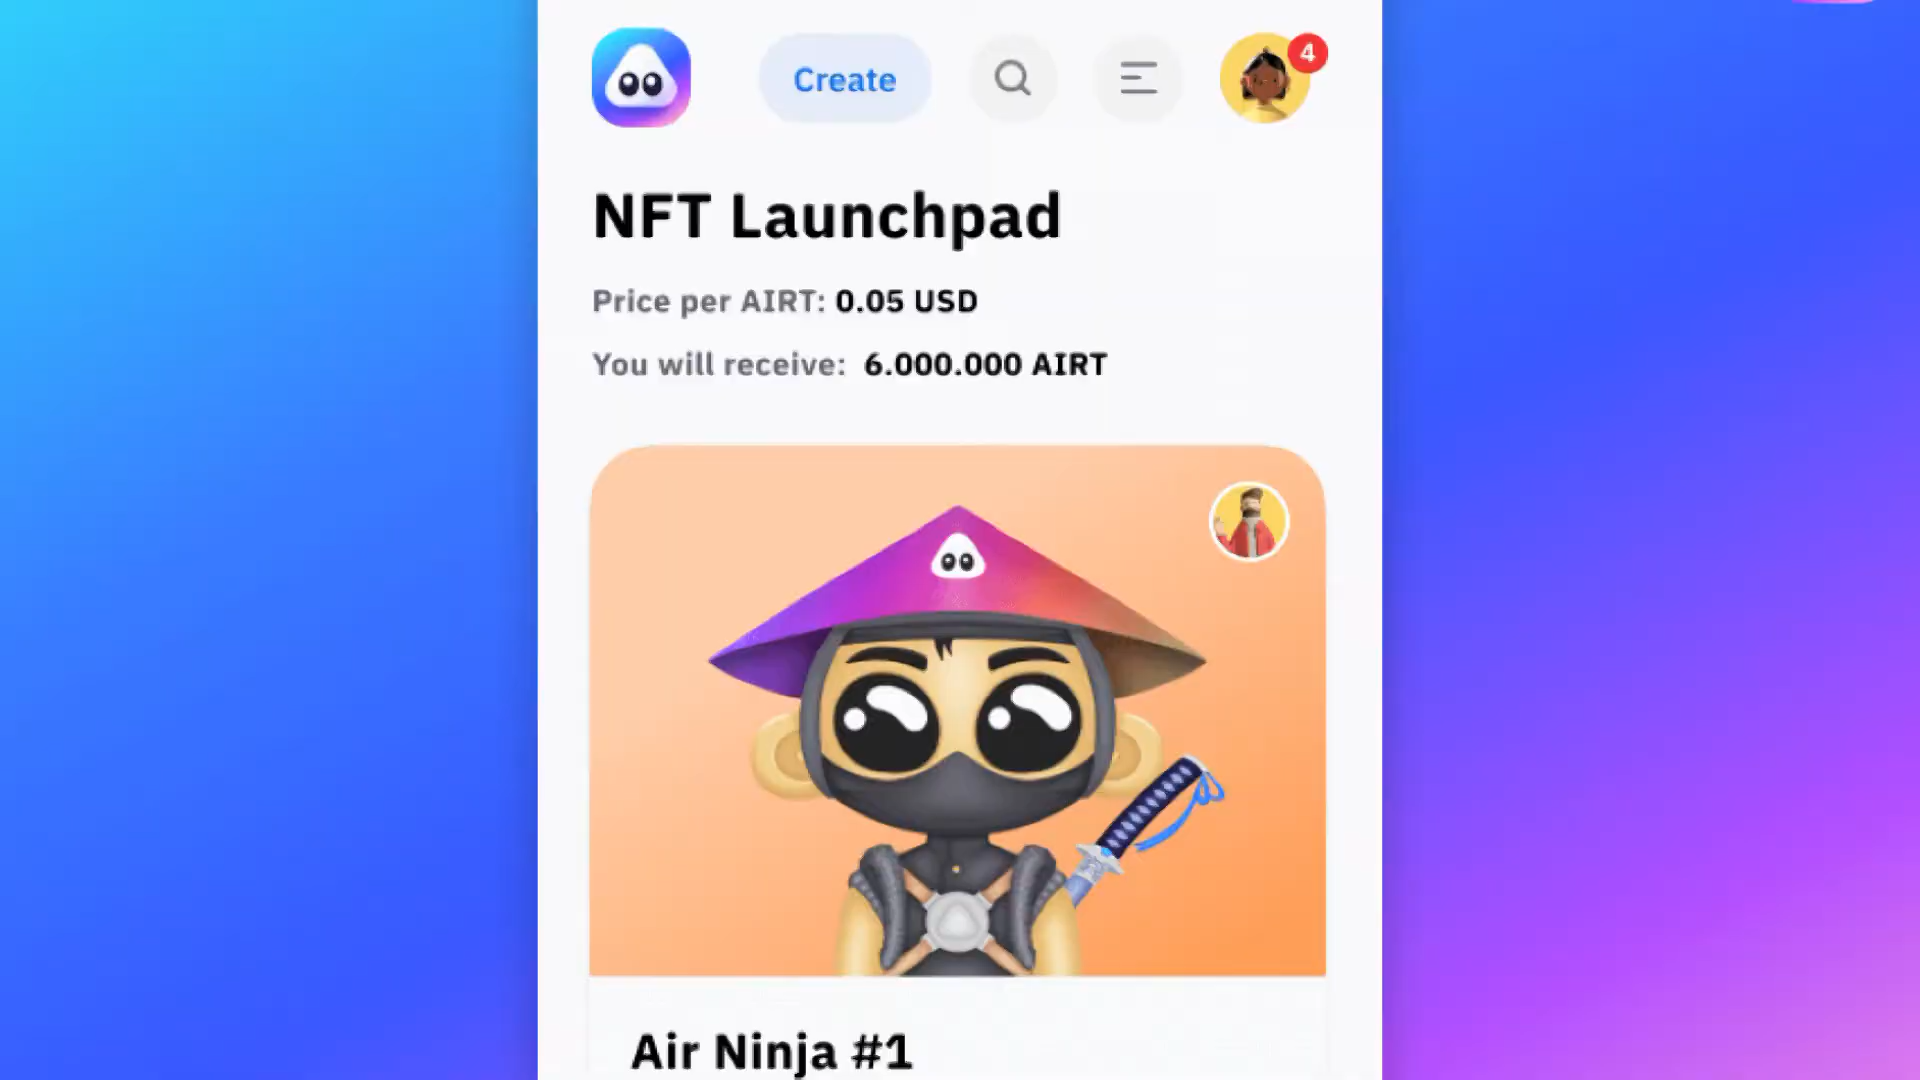 Create
4
NFT Launchpad
Price per AIRT: 0.05 USD
You will receive: 6.000.000 AIRT
Air Ninja #1